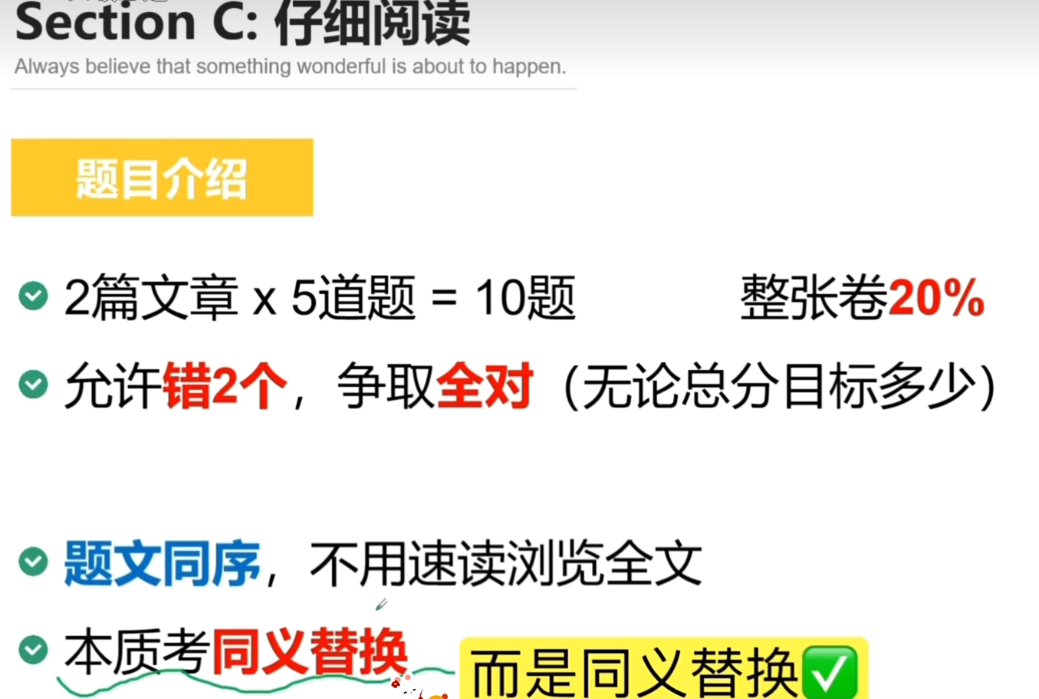 Section C: 仔细阅读
Always believe that something wonderful is about to happen.
题目介绍
2篇文章 x 5道题 = 10题 整张卷20%
允许错2个，争取全对（无论总分目标多少）
题文同序，不用速读浏览全文
本质考同义替换
而是同义替换✅